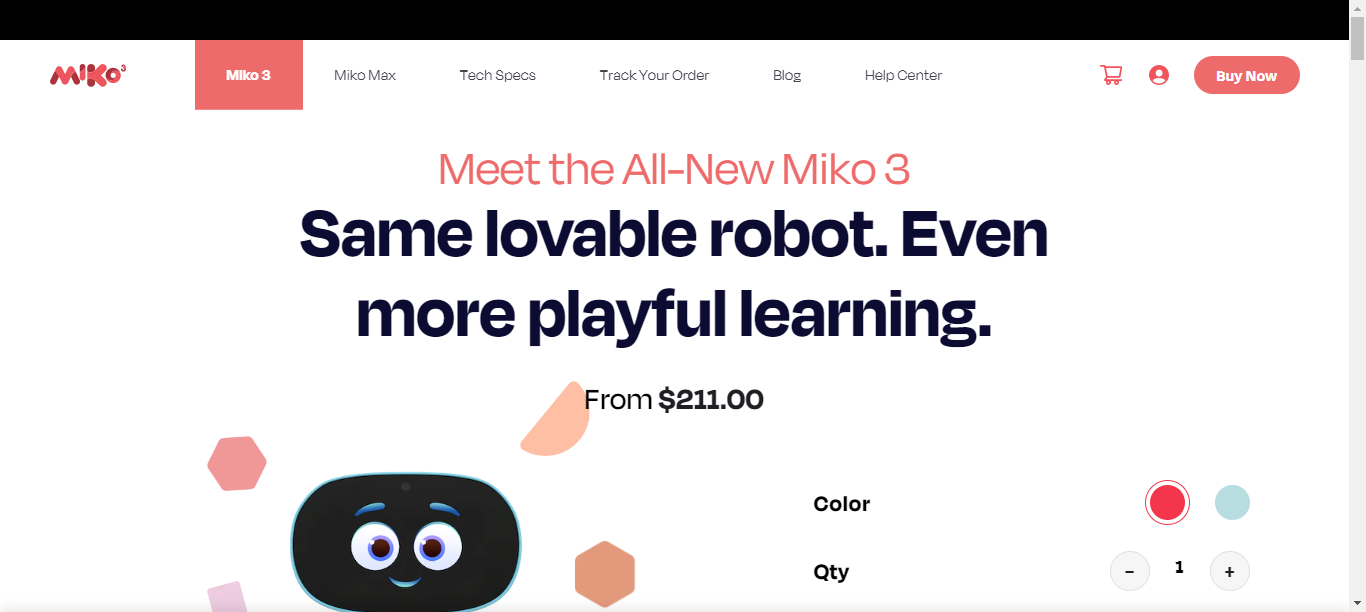 MIKO3
Miko 3
Miko Max
Tech Specs
Track Your Order
Blog
Help Center
Buy Now
Meet the All-New Miko 3
Same lovable robot. Even
more playful learning.
From $211.00
Color
Qty
− 1 +